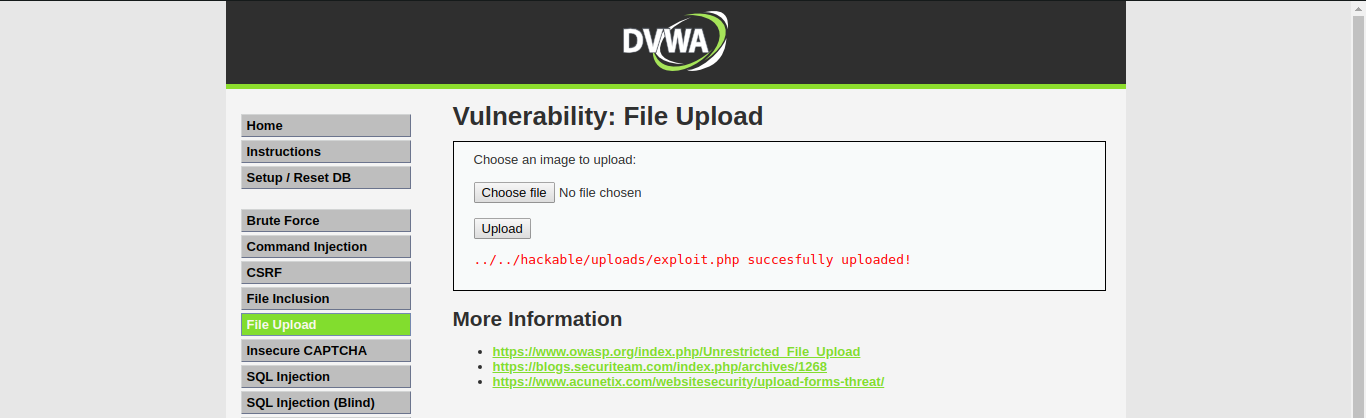 DVWA
Home
Instructions
Setup / Reset DB
Brute Force
Command Injection
CSRF
File Inclusion
File Upload
Insecure CAPTCHA
SQL Injection
SQL Injection (Blind)
Vulnerability: File Upload
Choose an image to upload:
Choose file No file chosen
Upload
../../hackable/uploads/exploit.php succesfully uploaded!
More Information
https://www.owasp.org/index.php/Unrestricted_File_Upload
https://blogs.securiteam.com/index.php/archives/1268
https://www.acunetix.com/websitesecurity/upload-forms-threat/